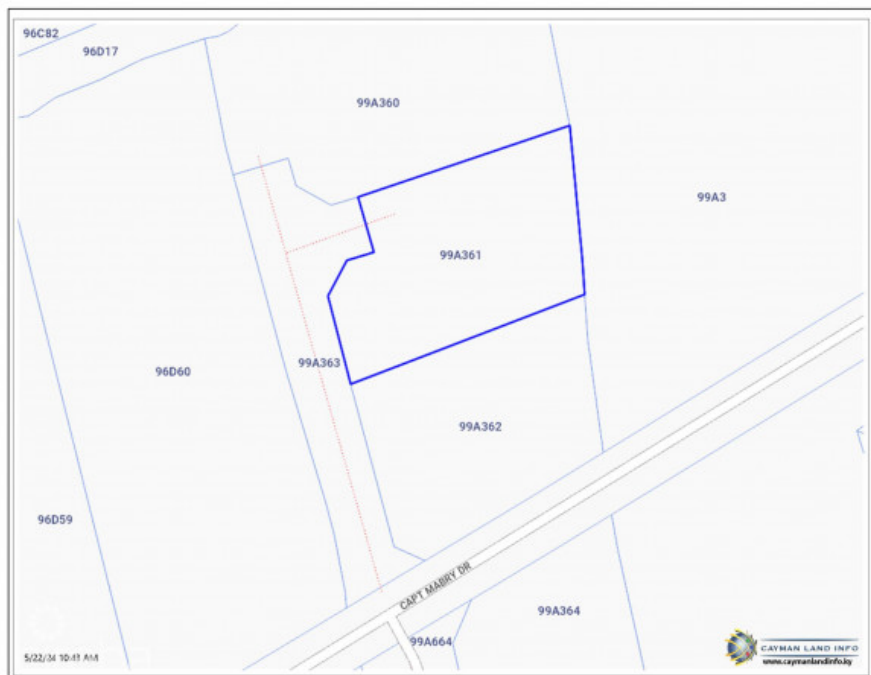 96C82
96D17
99A360
99A3
99A361
99A363
96D60
99A362
96D59
CAPT MABRY DR
99A364
99A664
5/22/24 10:41 AM
CAYMAN LAND INFO
www.caymanlandinfo.ky